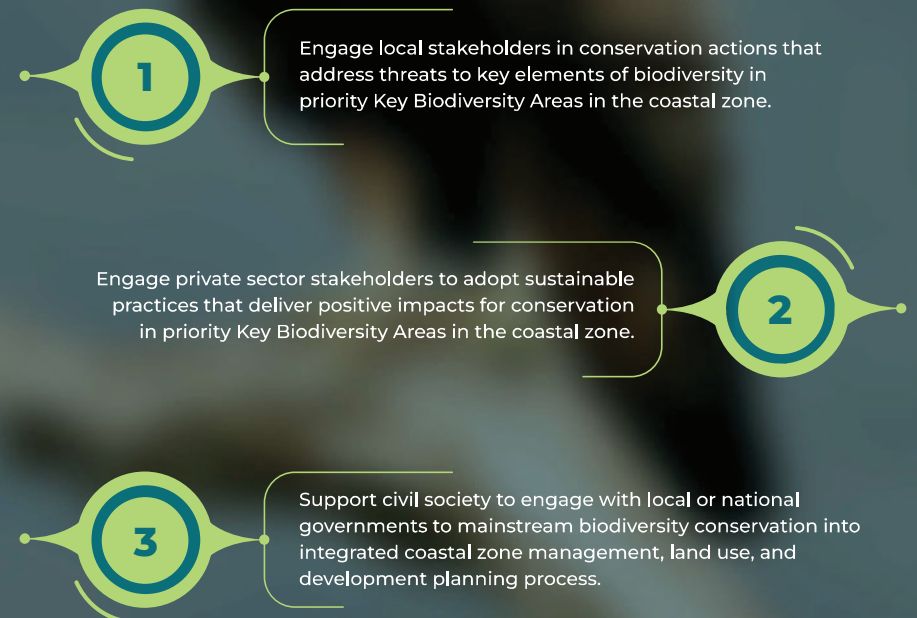 1
Engage local stakeholders in conservation actions that
address threats to key elements of biodiversity in
priority Key Biodiversity Areas in the coastal zone.
Engage private sector stakeholders to adopt sustainable
practices that deliver positive impacts for conservation
in priority Key Biodiversity Areas in the coastal zone.
2
3
Support civil society to engage with local or national
governments to mainstream biodiversity conservation into
integrated coastal zone management, land use, and
development planning process.